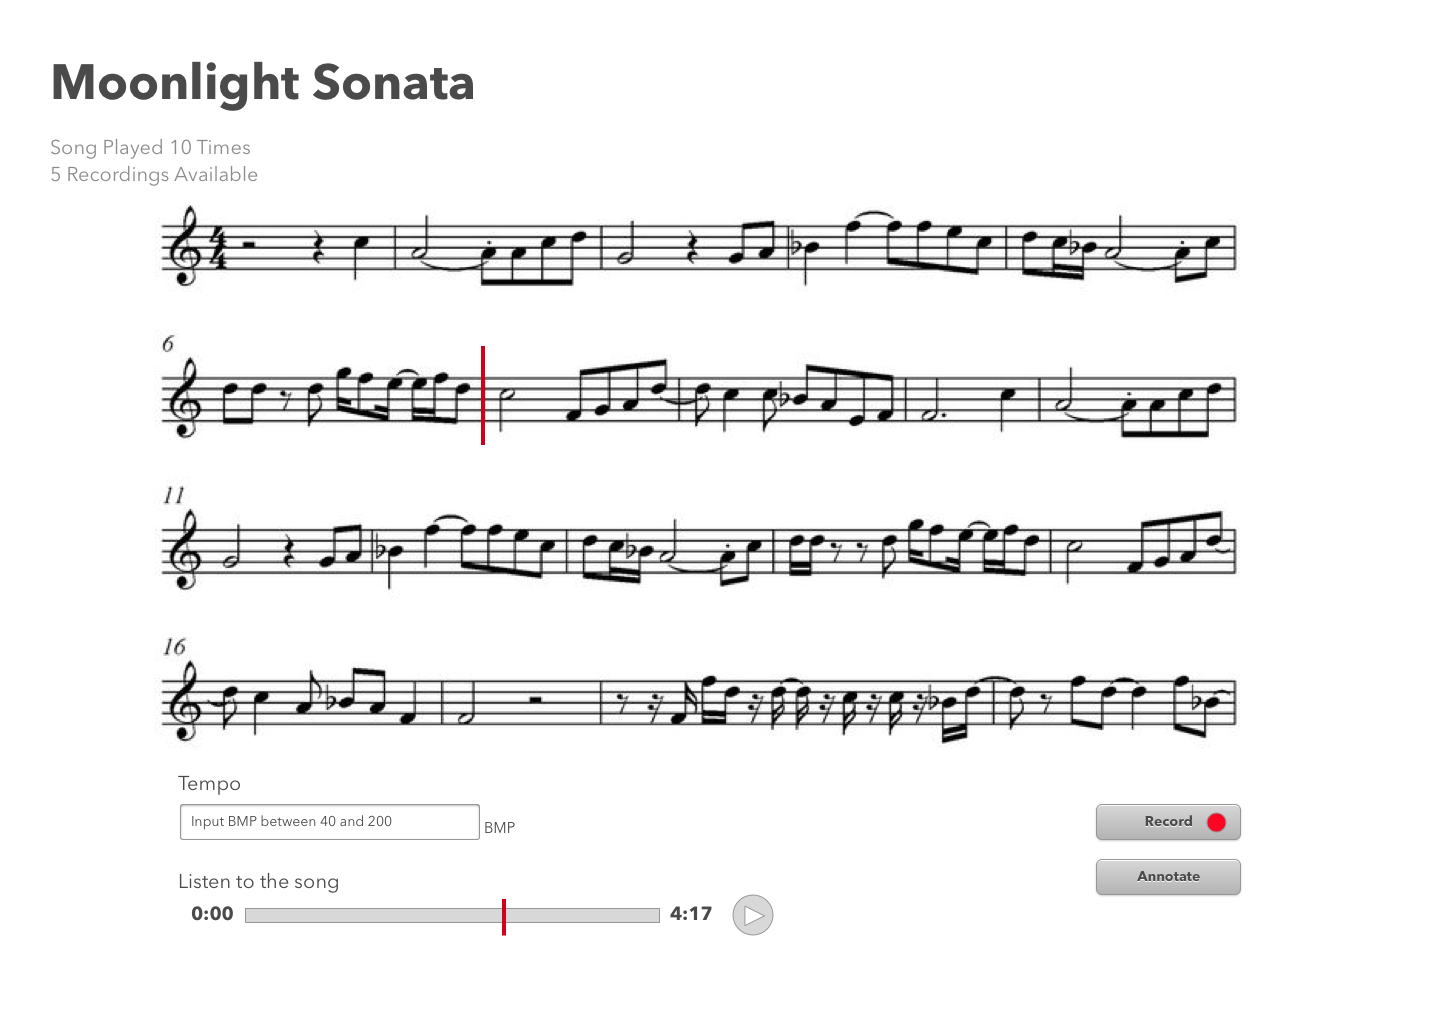 Moonlight Sonata
Song Played 10 Times
5 Recordings Available
4
4
6
11
16
Tempo
Input BMP between 40 and 200 BMP
Record
Annotate
Listen to the song
0:00 4:17